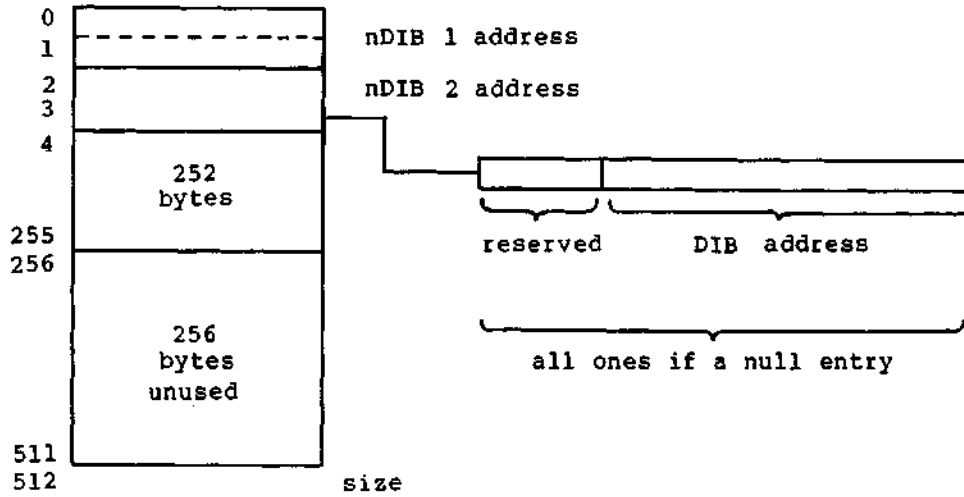 0
1
nDIB 1 address
2
3
nDIB 2 address
4
252
bytes
reserved
DIB address
255
256
256
bytes
unused
all ones if a null entry
511
512
size